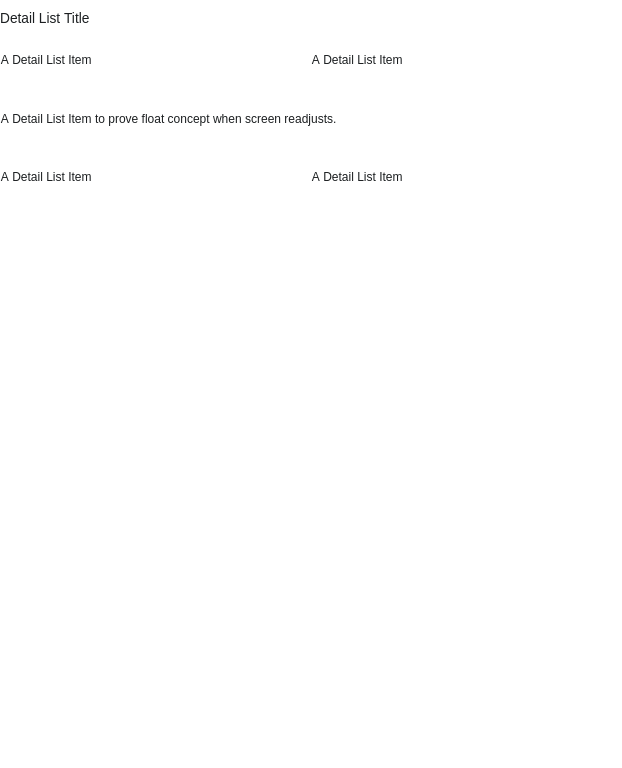 Detail List Title
A Detail List Item
A Detail List Item
A Detail List Item to prove float concept when screen readjusts.
A Detail List Item
A Detail List Item